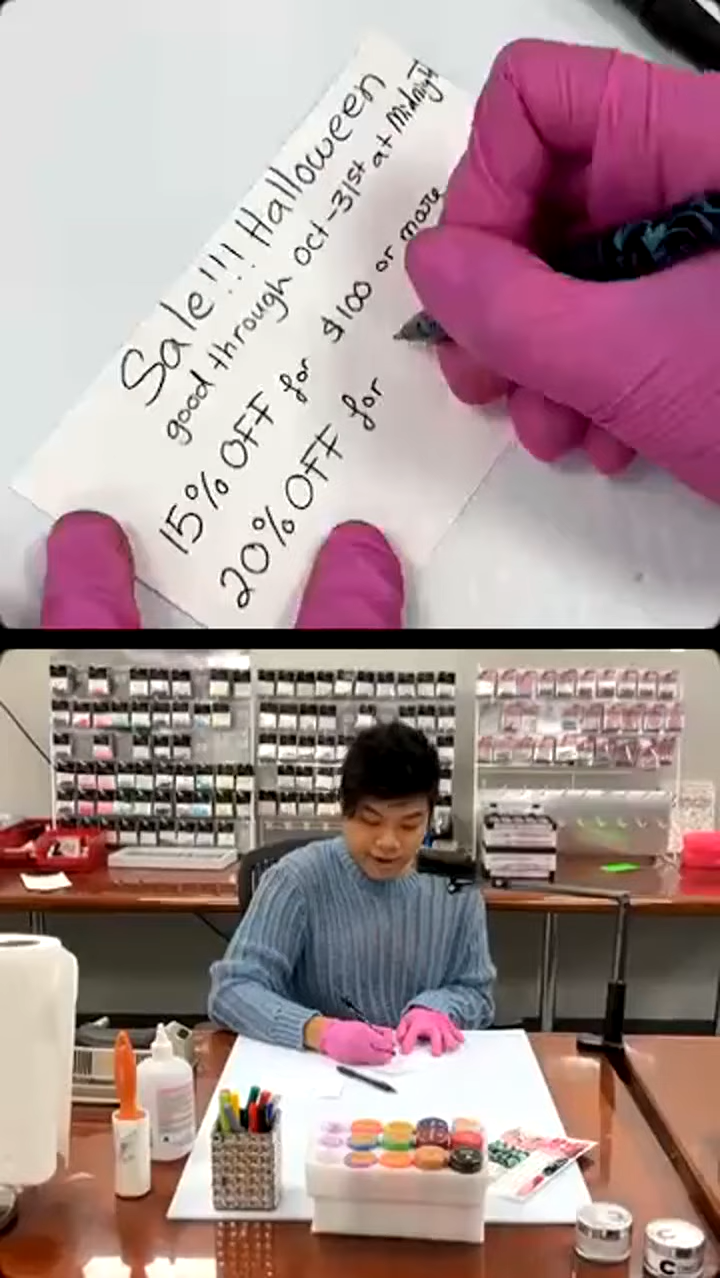 Sale!!! Halloween
good through Oct-31st at Midnight
15% OFF for $100 or more
20% OFF for